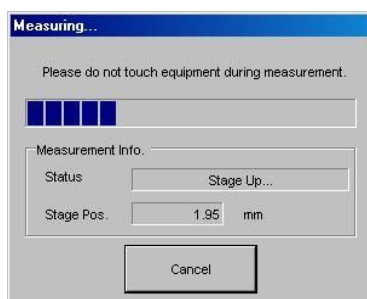 Measuring...
Please do not touch equipment during measurement.
Measurement Info.
Status Stage Up...
Stage Pos. 1.95 mm
Cancel